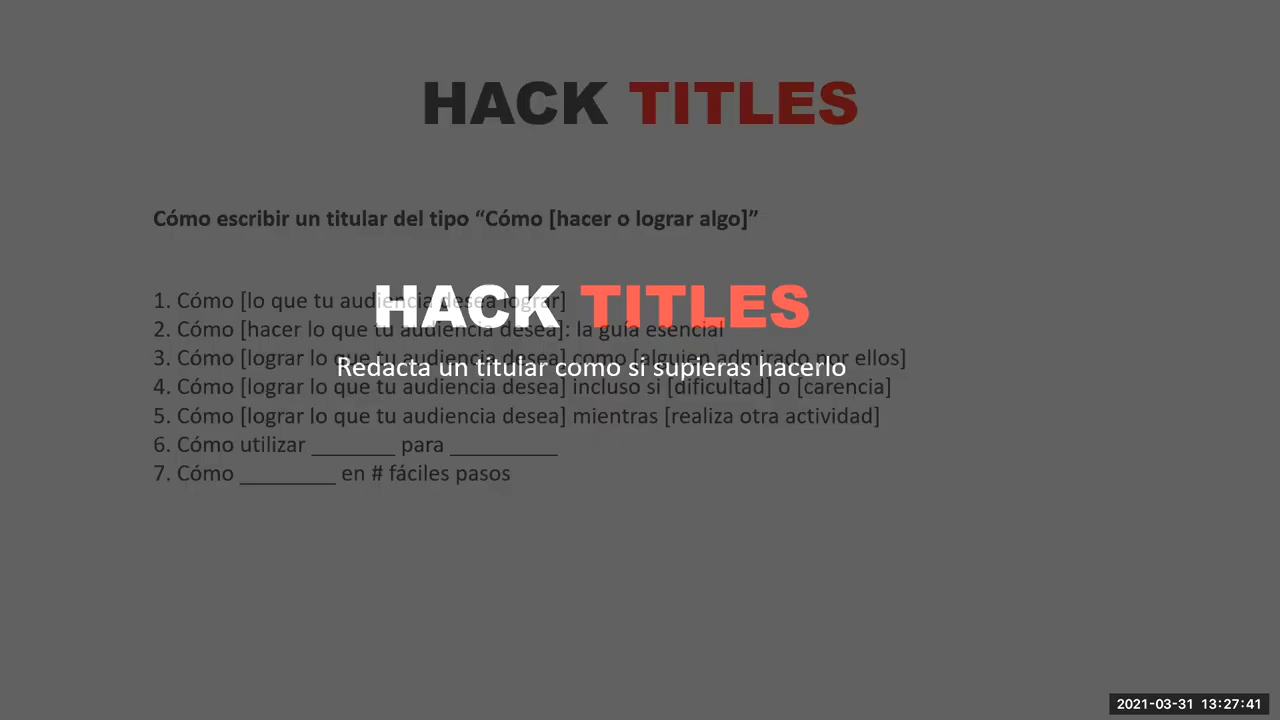 HACK TITLES
Cómo escribir un titular del tipo “Cómo [hacer o lograr algo]”
HACK TITLES
Redacta un titular como si supieras hacerlo
1. Cómo [lo que tu audiencia desea lograr]
2. Cómo [hacer lo que tu audiencia desea]: la guía esencial
3. Cómo [lograr lo que tu audiencia desea] como [alguien admirado por ellos]
4. Cómo [lograr lo que tu audiencia desea] incluso si [dificultad] o [carencia]
5. Cómo [lograr lo que tu audiencia desea] mientras [realiza otra actividad]
6. Cómo utilizar _______ para _________
7. Cómo ________ en # fáciles pasos
2021-03-31 13:27:41